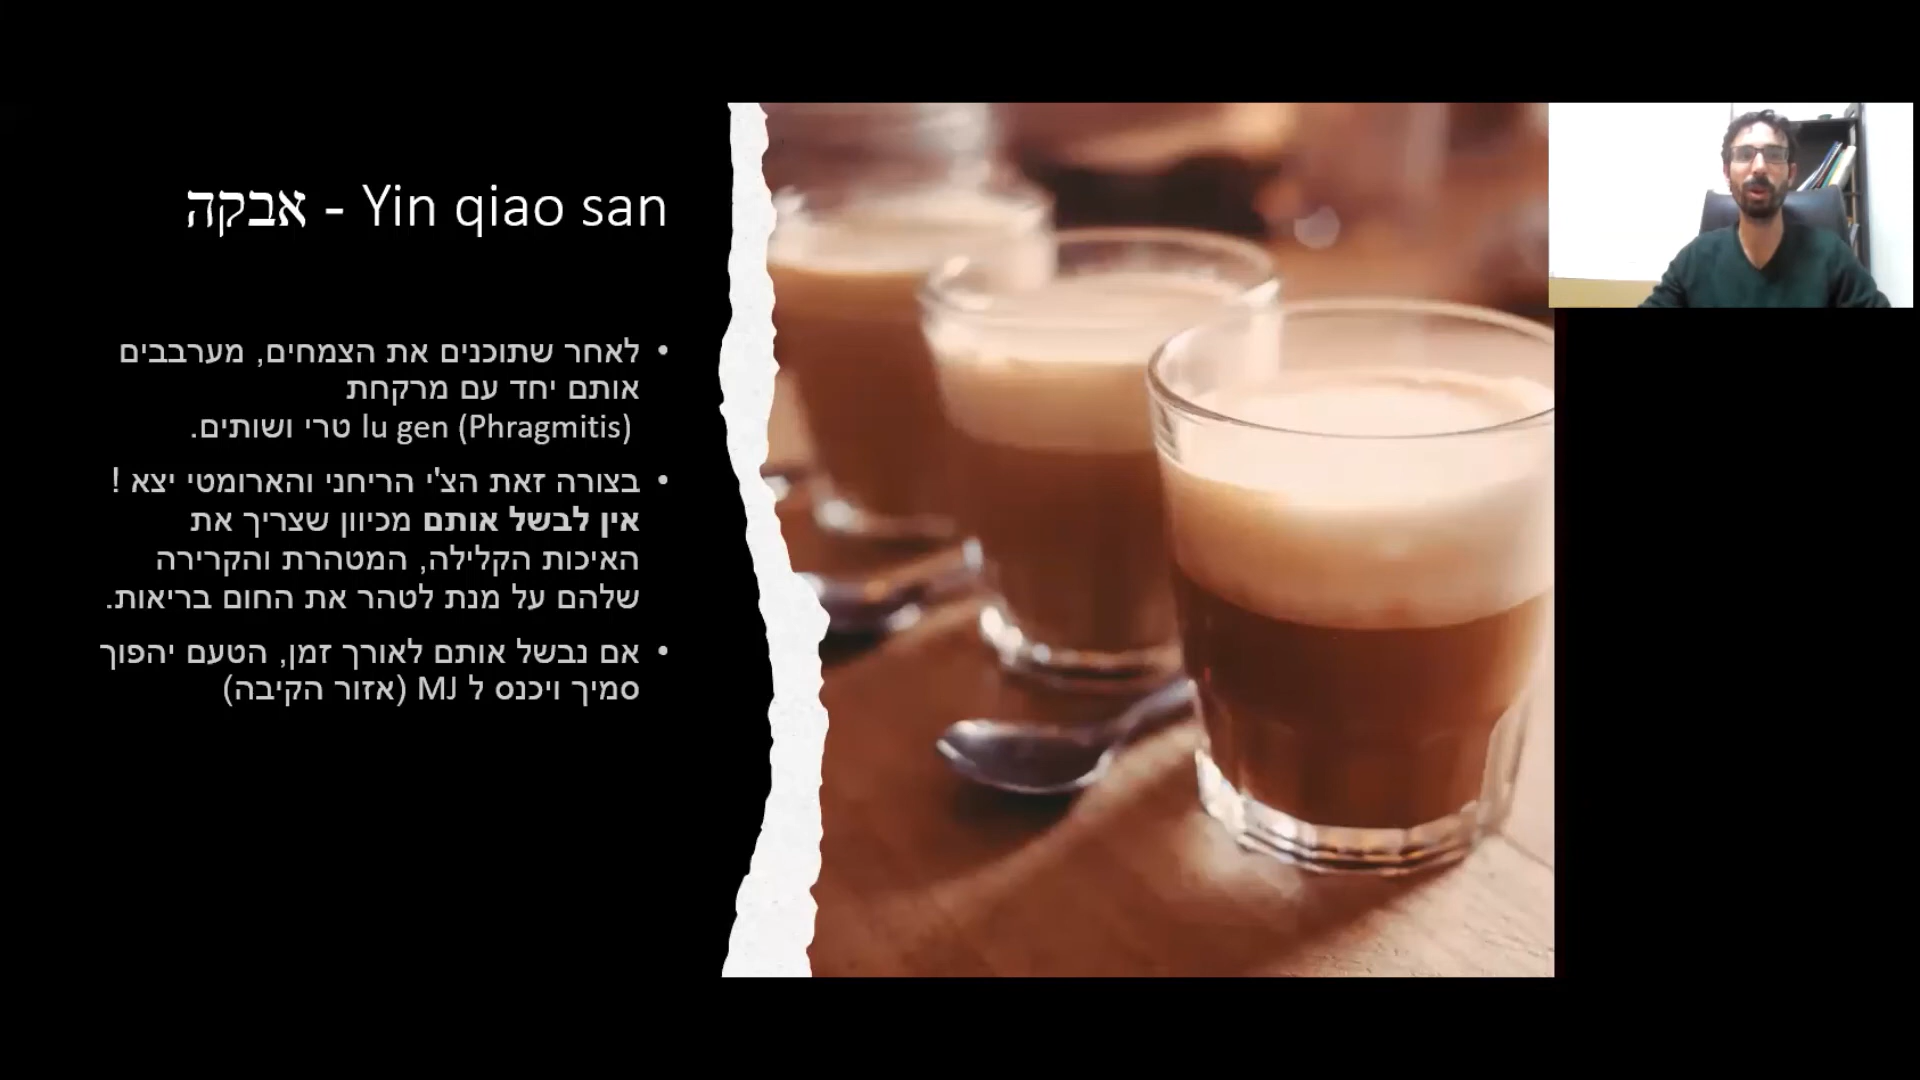 Yin qiao san - אבקה
• לאחר שתוכנים את הצמחים, מערבבים
אותם יחד עם מרקחת
lu gen (Phragmitis) טרי ושותים.
• בצורה זאת הצ'י הריחני והארומטי יצא !
אין לבשל אותם מכיוון שצריך את
האיכות הקלילה, המטהרת והקרירה
שלהם על מנת לטהר את החום בריאות.
• אם נבשל אותם לאורך זמן, הטעם יהפוך
סמיך ויכנס ל MJ (אזור הקיבה)